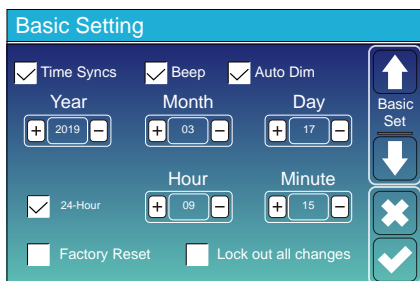 Basic Setting
Time Syncs Beep Auto Dim
Year Month Day
+ 2019 − + 03 − + 17 −
Basic
Set
Hour Minute
24-Hour + 09 − + 15 −
Factory Reset Lock out all changes